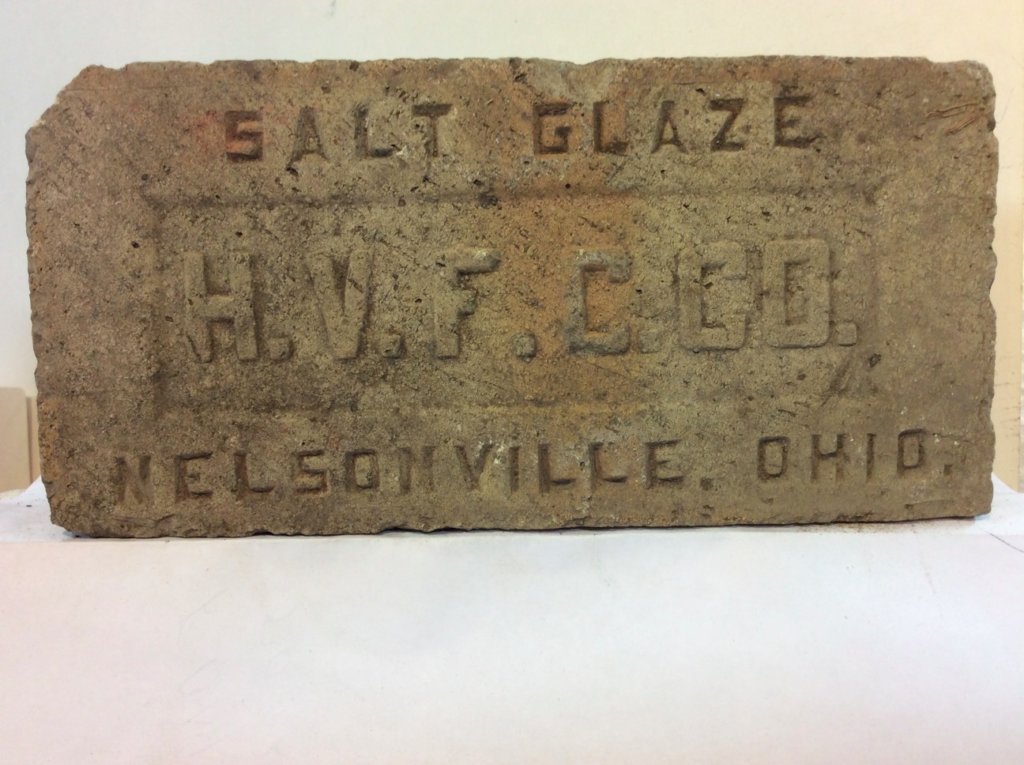 SALT GLAZE
H.V.F.C.CO.
NELSONVILLE, OHIO.